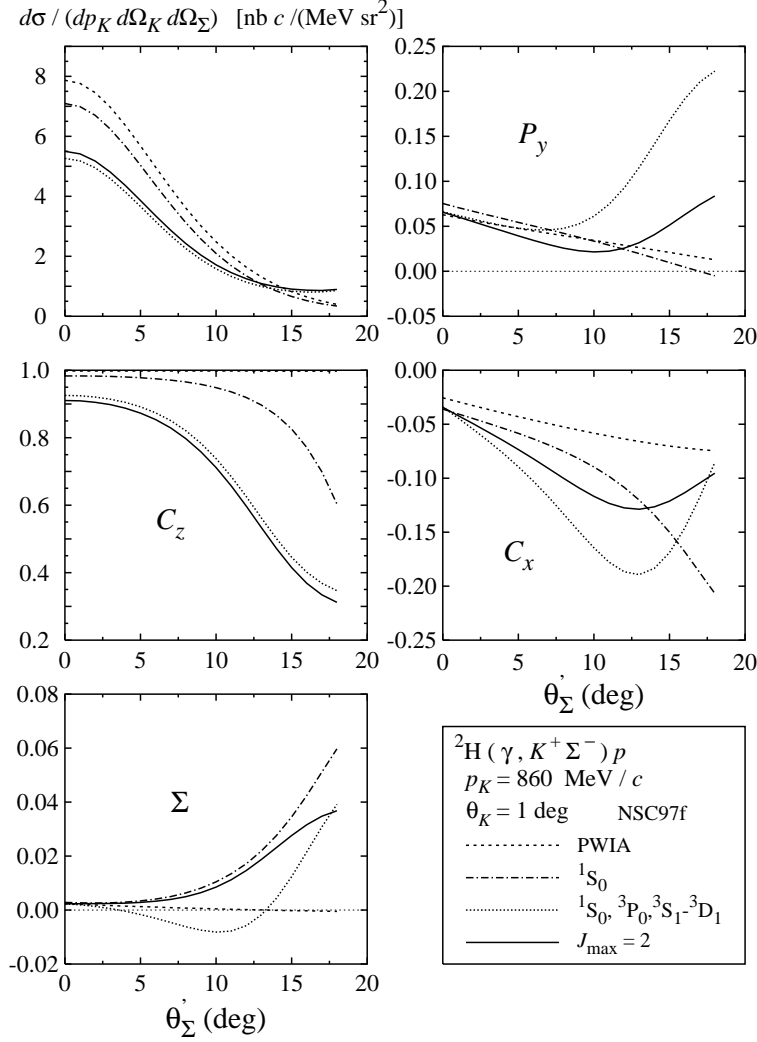 dσ / (dp_K dΩ_K dΩ_Σ) [nb c /(MeV sr²)]
8
6
4
2
0
0 5 10 15 20
0.25
0.20
0.15
0.10
0.05
0.00
-0.05
P_y
0 5 10 15 20
1.0
0.8
0.6
0.4
0.2
C_z
0 5 10 15 20
0.00
-0.05
-0.10
-0.15
-0.20
-0.25
C_x
0 5 10 15 20
θ'_Σ (deg)
0.08
0.06
0.04
0.02
0.00
-0.02
Σ
0 5 10 15 20
θ'_Σ (deg)
²H ( γ , K⁺ Σ⁻ ) p
p_K = 860 MeV / c
θ_K = 1 deg NSC97f
PWIA
¹S₀
¹S₀, ³P₀,³S₁-³D₁
J_max = 2